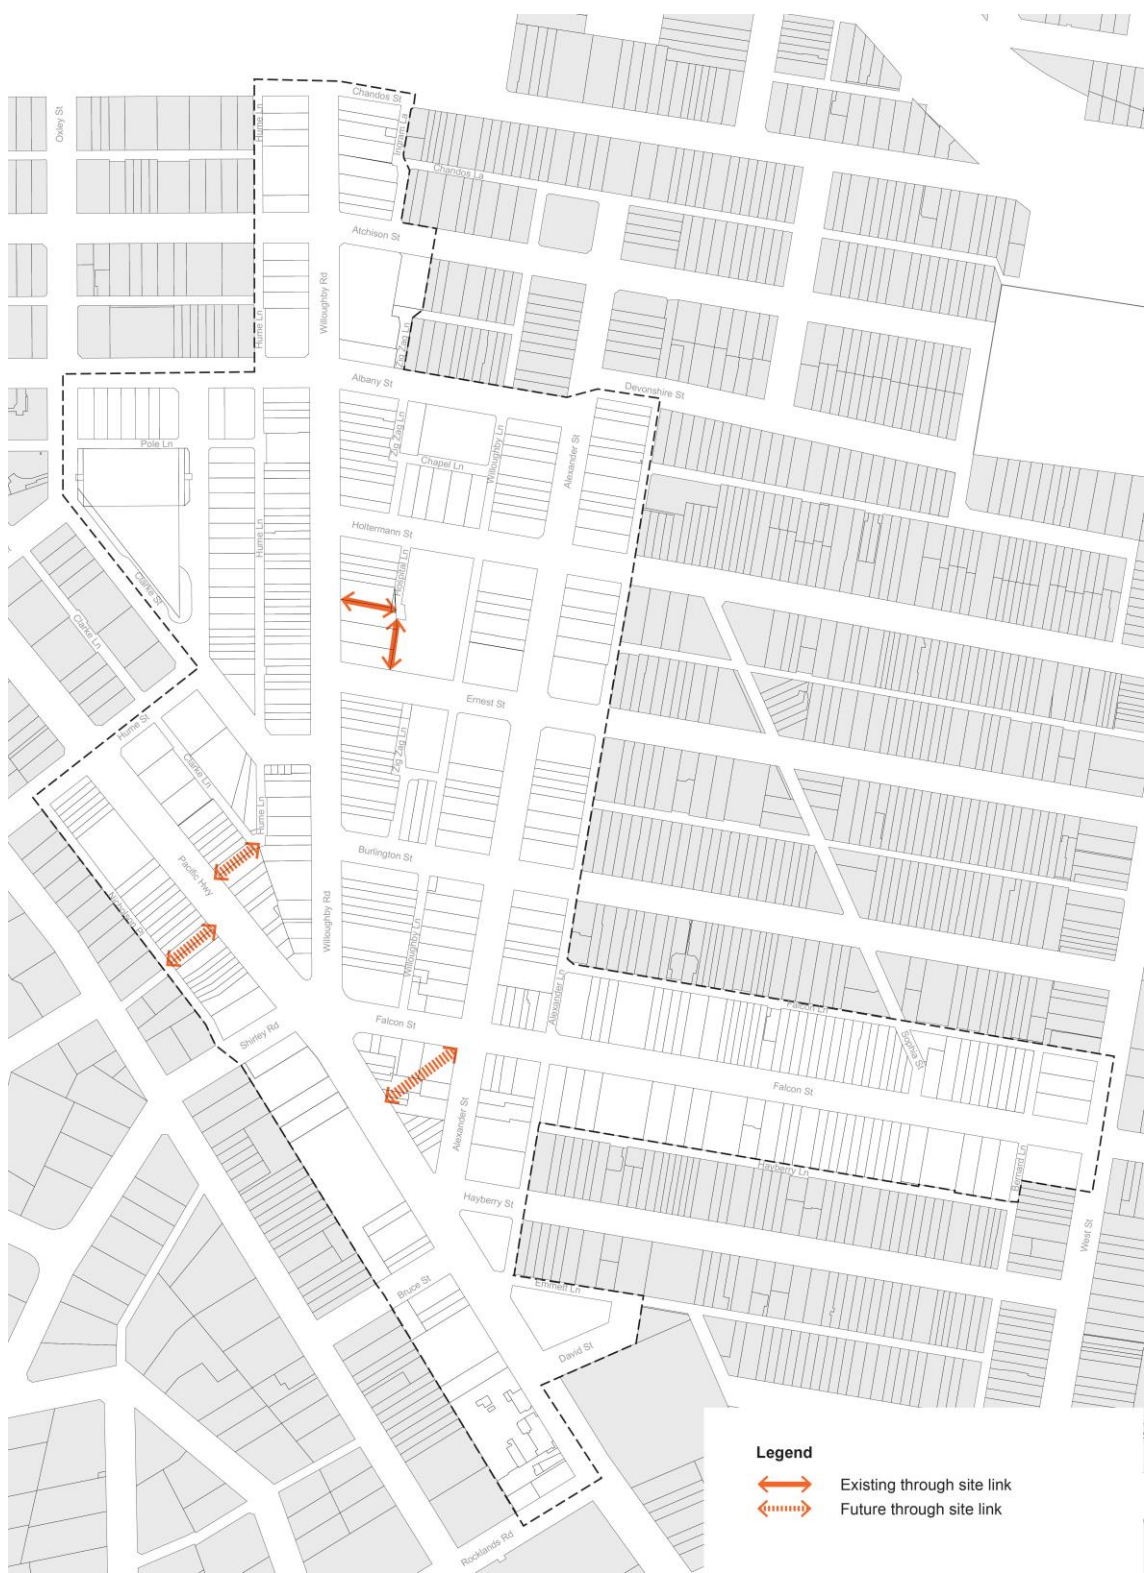 Chandos St
Oxley St
Hume Ln
Ingram La
Chandos La
Atchison St
Willoughby Rd
Hume Ln
Zig Zag Ln
Albany St
Devonshire St
Pole Ln
Zig Zag Ln
Willoughby Ln
Alexander St
Chapel Ln
Holtermann St
Hume Ln
Hospital Ln
Clarke St
Clarke Ln
Ernest St
Hume St
Clarke Ln
Zig Zag Ln
Hume Ln
Burlington St
Pacific Hwy
Nicholson Pl
Willoughby Rd
Willoughby Ln
Alexander Ln
Falcon Ln
Falcon St
Shirley Rd
Sophia St
Falcon St
Alexander St
Hayberry Ln
Bernard Ln
Hayberry St
West St
Bruce St
Emmett Ln
David St
Rocklands Rd
Legend
Existing through site link
Future through site link